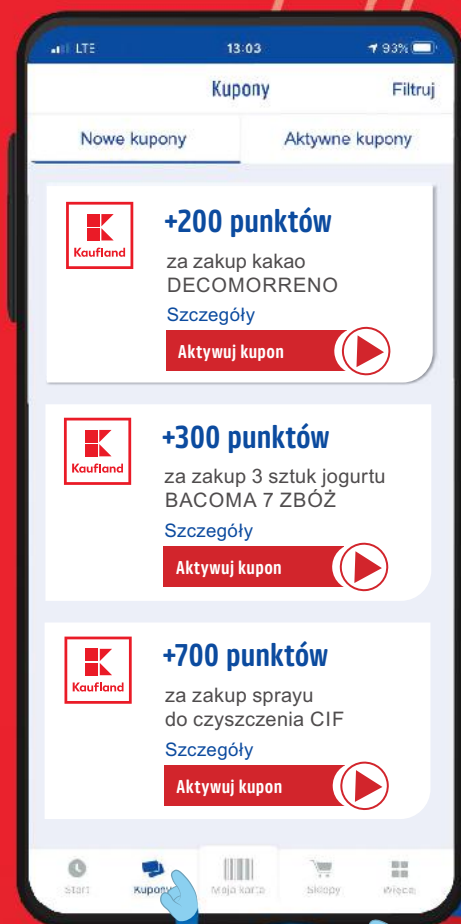 LTE 13:03 93%
Kupony Filtruj
Nowe kupony Aktywne kupony
Kaufland
+200 punktów
za zakup kakao
DECOMORRENO
Szczegóły
Aktywuj kupon
Kaufland
+300 punktów
za zakup 3 sztuk jogurtu
BACOMA 7 ZBÓŻ
Szczegóły
Aktywuj kupon
Kaufland
+700 punktów
za zakup sprayu
do czyszczenia CIF
Szczegóły
Aktywuj kupon
Start Kupony Moja karta Sklepy Więcej